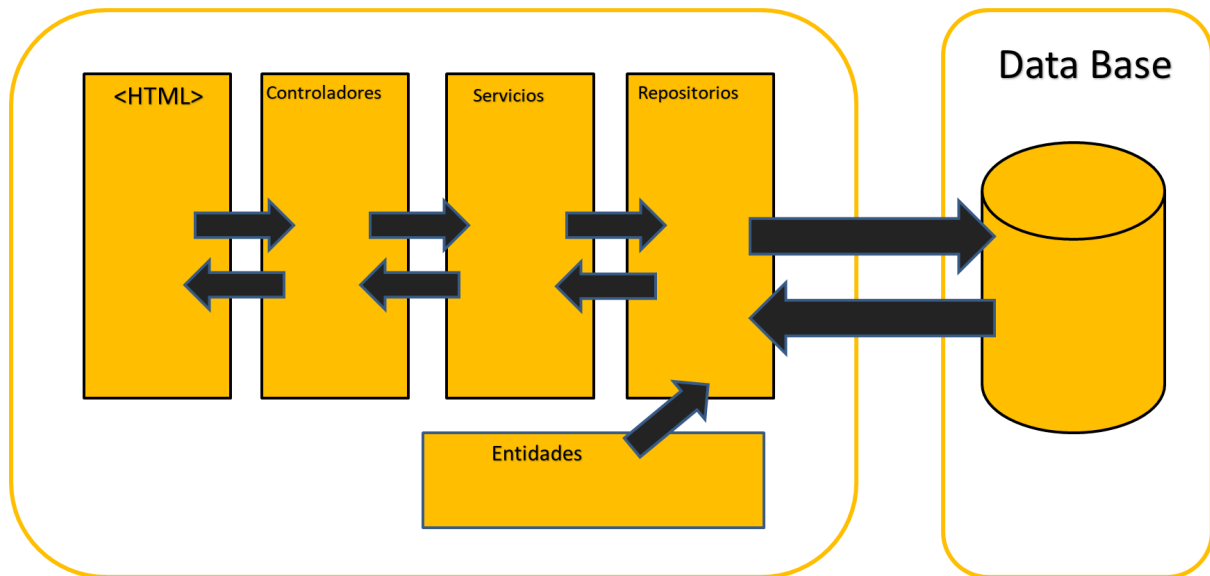 Data Base
<HTML>
Controladores
Servicios
Repositorios
Entidades